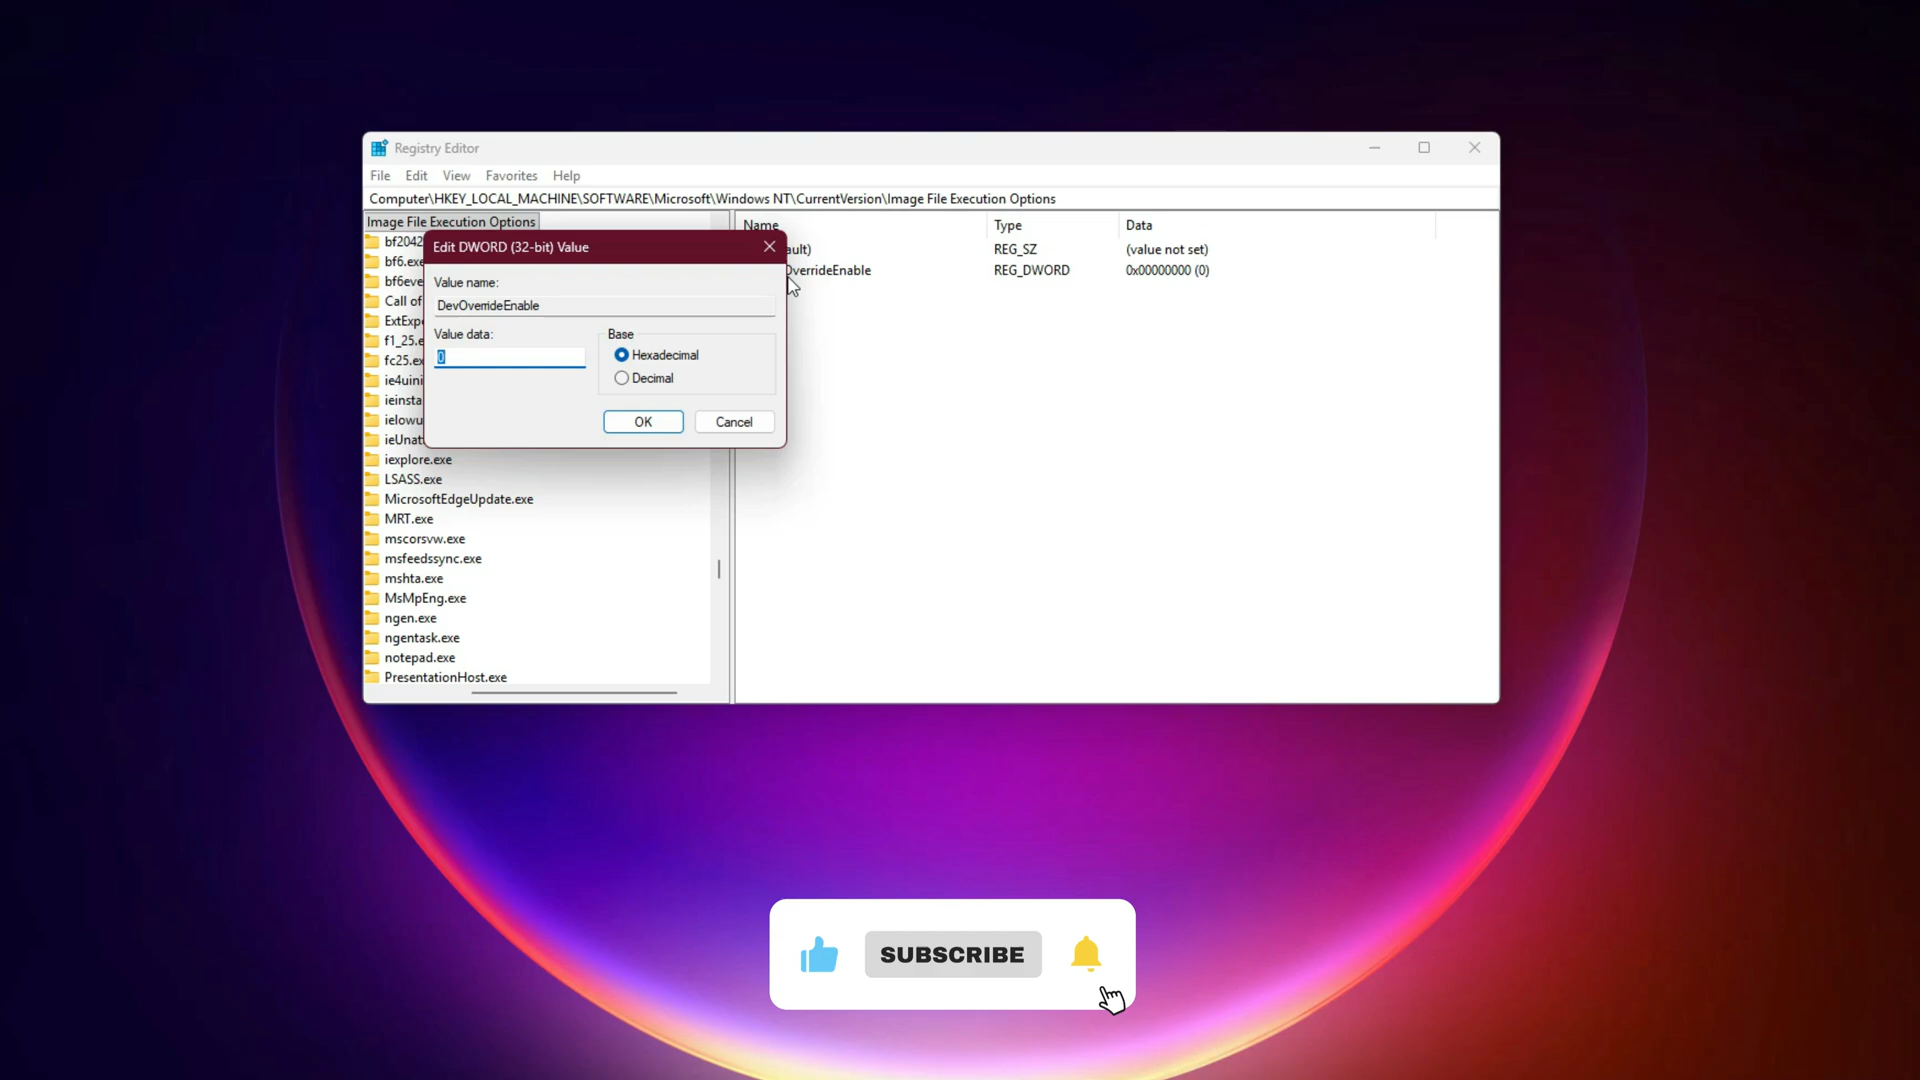 Registry Editor
File Edit View Favorites Help
Computer\HKEY_LOCAL_MACHINE\SOFTWARE\Microsoft\Windows NT\CurrentVersion\Image File Execution Options
Image File Execution Options
bf2042
bf6.exe
bf6eve
Call of
ExtExp
f1_25.e
fc25.ex
ie4uini
ieinsta
ielowu
ieUnat
iexplore.exe
LSASS.exe
MicrosoftEdgeUpdate.exe
MRT.exe
mscorsvw.exe
msfeedssync.exe
mshta.exe
MsMpEng.exe
ngen.exe
ngentask.exe
notepad.exe
PresentationHost.exe
Edit DWORD (32-bit) Value
Value name:
DevOverrideEnable
Value data:
0
Base
Hexadecimal
Decimal
OK Cancel
Name Type Data
ault) REG_SZ (value not set)
OverrideEnable REG_DWORD 0x00000000 (0)
SUBSCRIBE